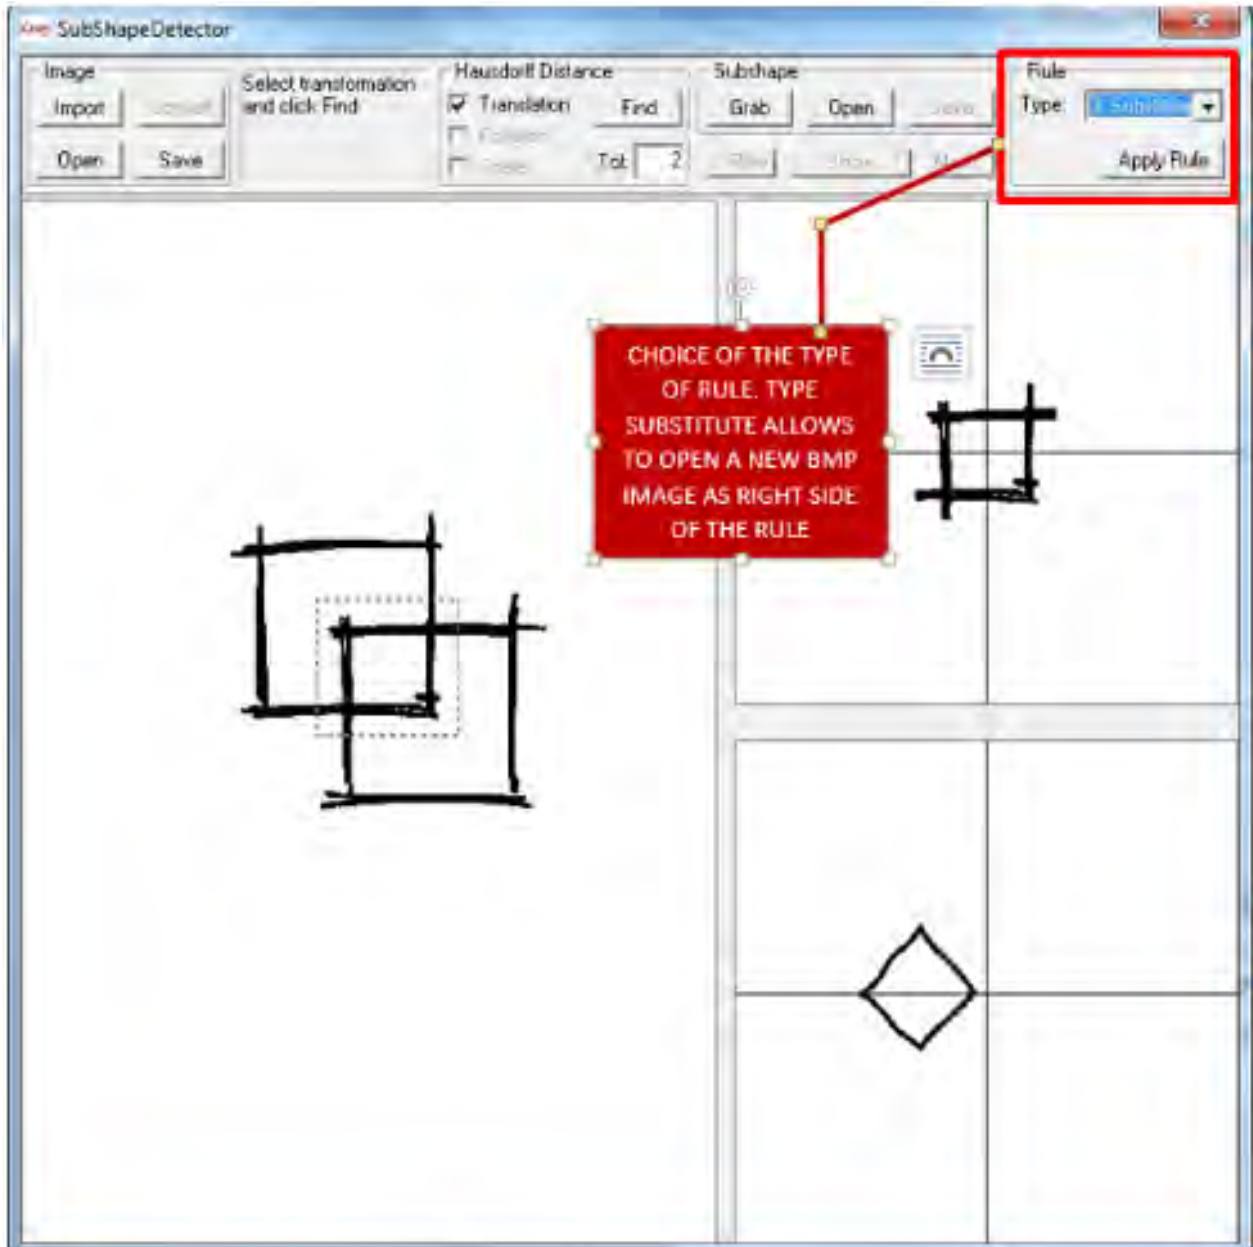 SubShapeDetector
Image
Import
Open
Save
Select transformation
and click Find
Hausdorff Distance
Translation
Find
Tol:
2
Subshape
Grab
Open
Rule
Type:
Apply Rule
CHOICE OF THE TYPE
OF RULE. TYPE
SUBSTITUTE ALLOWS
TO OPEN A NEW BMP
IMAGE AS RIGHT SIDE
OF THE RULE